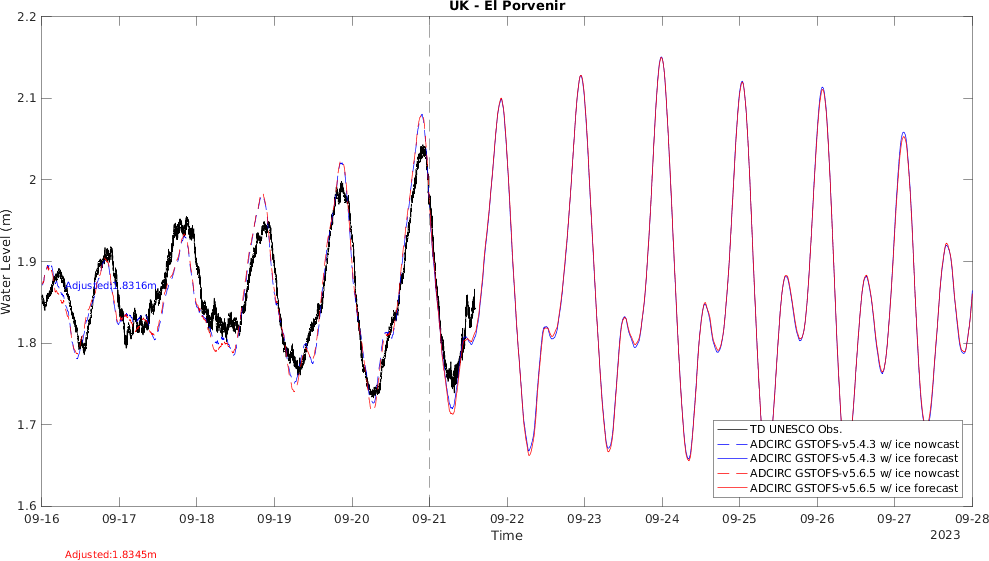 UK - El Porvenir
2.2
2.1
2
1.9
1.8
1.7
1.6
Water Level (m)
Adjusted:1.8316m
TD UNESCO Obs.
ADCIRC GSTOFS-v5.4.3 w/ ice nowcast
ADCIRC GSTOFS-v5.4.3 w/ ice forecast
ADCIRC GSTOFS-v5.6.5 w/ ice nowcast
ADCIRC GSTOFS-v5.6.5 w/ ice forecast
09-16 09-17 09-18 09-19 09-20 09-21 09-22 09-23 09-24 09-25 09-26 09-27 09-28
Time
2023
Adjusted:1.8345m